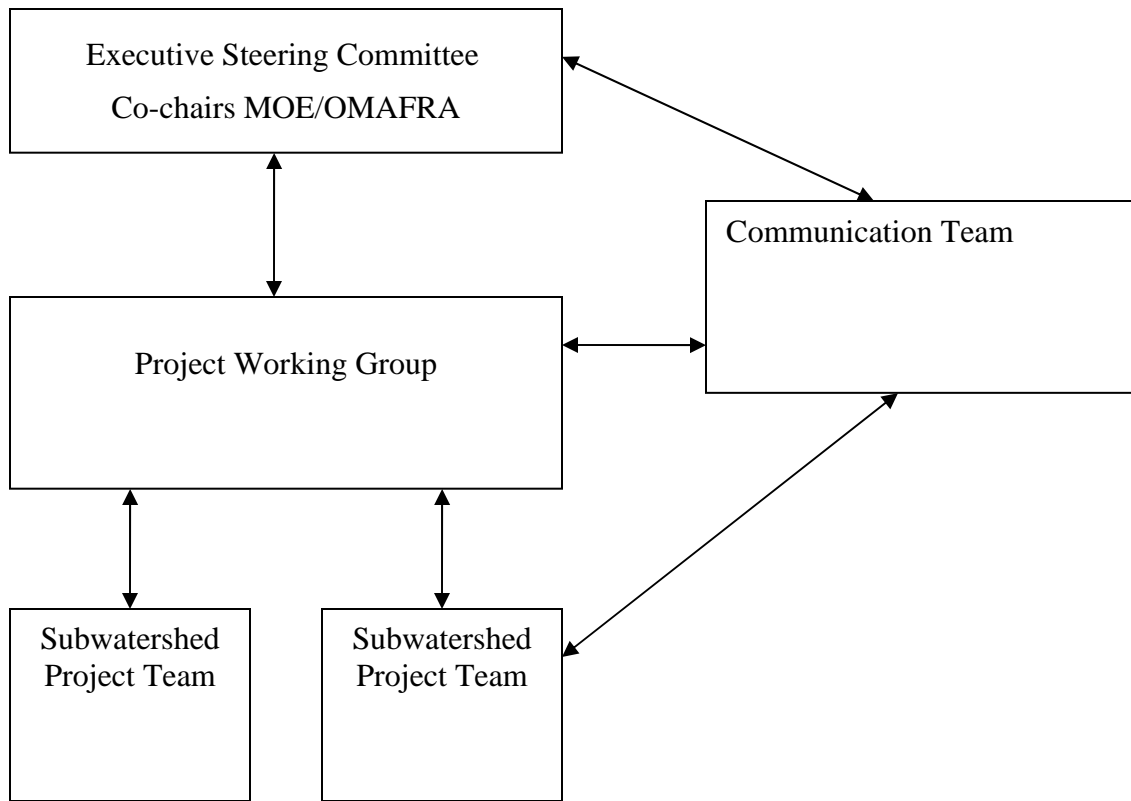 Executive Steering Committee
Co-chairs MOE/OMAFRA
Communication Team
Project Working Group
Subwatershed
Project Team
Subwatershed
Project Team